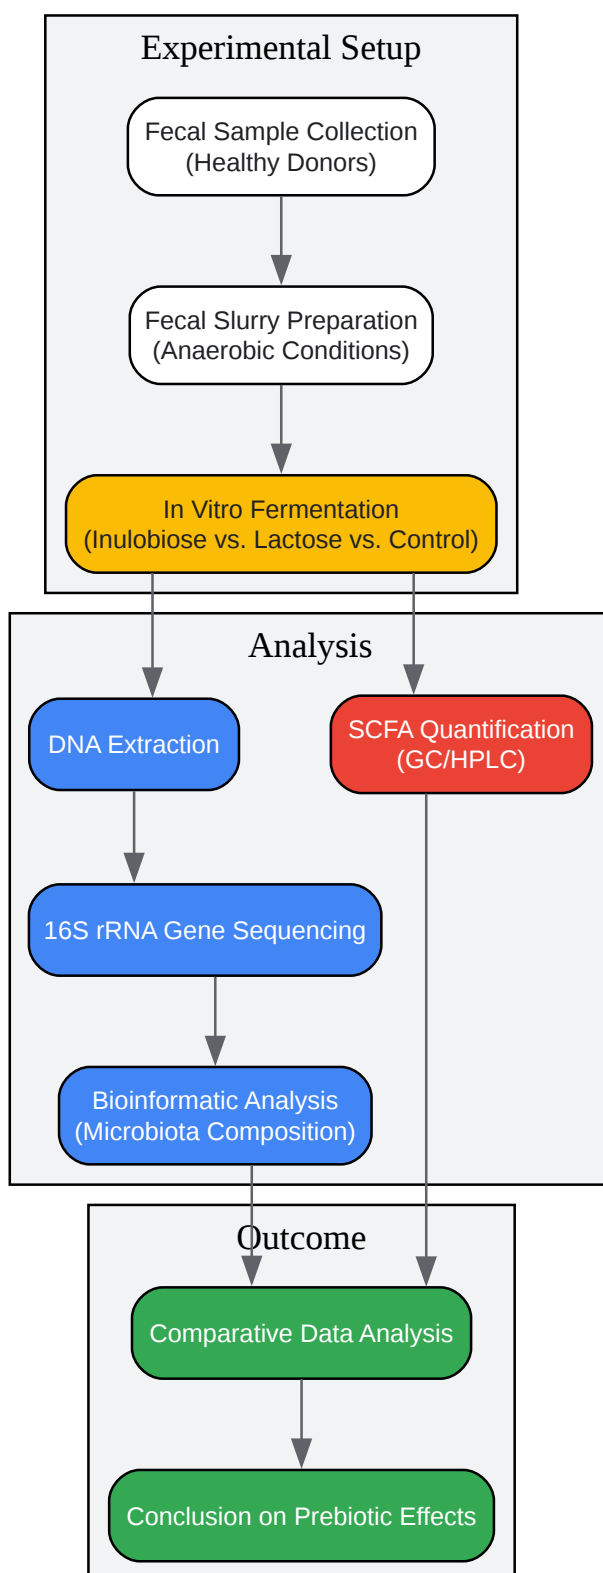 Experimental Setup
Fecal Sample Collection
(Healthy Donors)
Fecal Slurry Preparation
(Anaerobic Conditions)
In Vitro Fermentation
(Inulobiose vs. Lactose vs. Control)
Analysis
DNA Extraction
SCFA Quantification
(GC/HPLC)
16S rRNA Gene Sequencing
Bioinformatic Analysis
(Microbiota Composition)
Outcome
Comparative Data Analysis
Conclusion on Prebiotic Effects